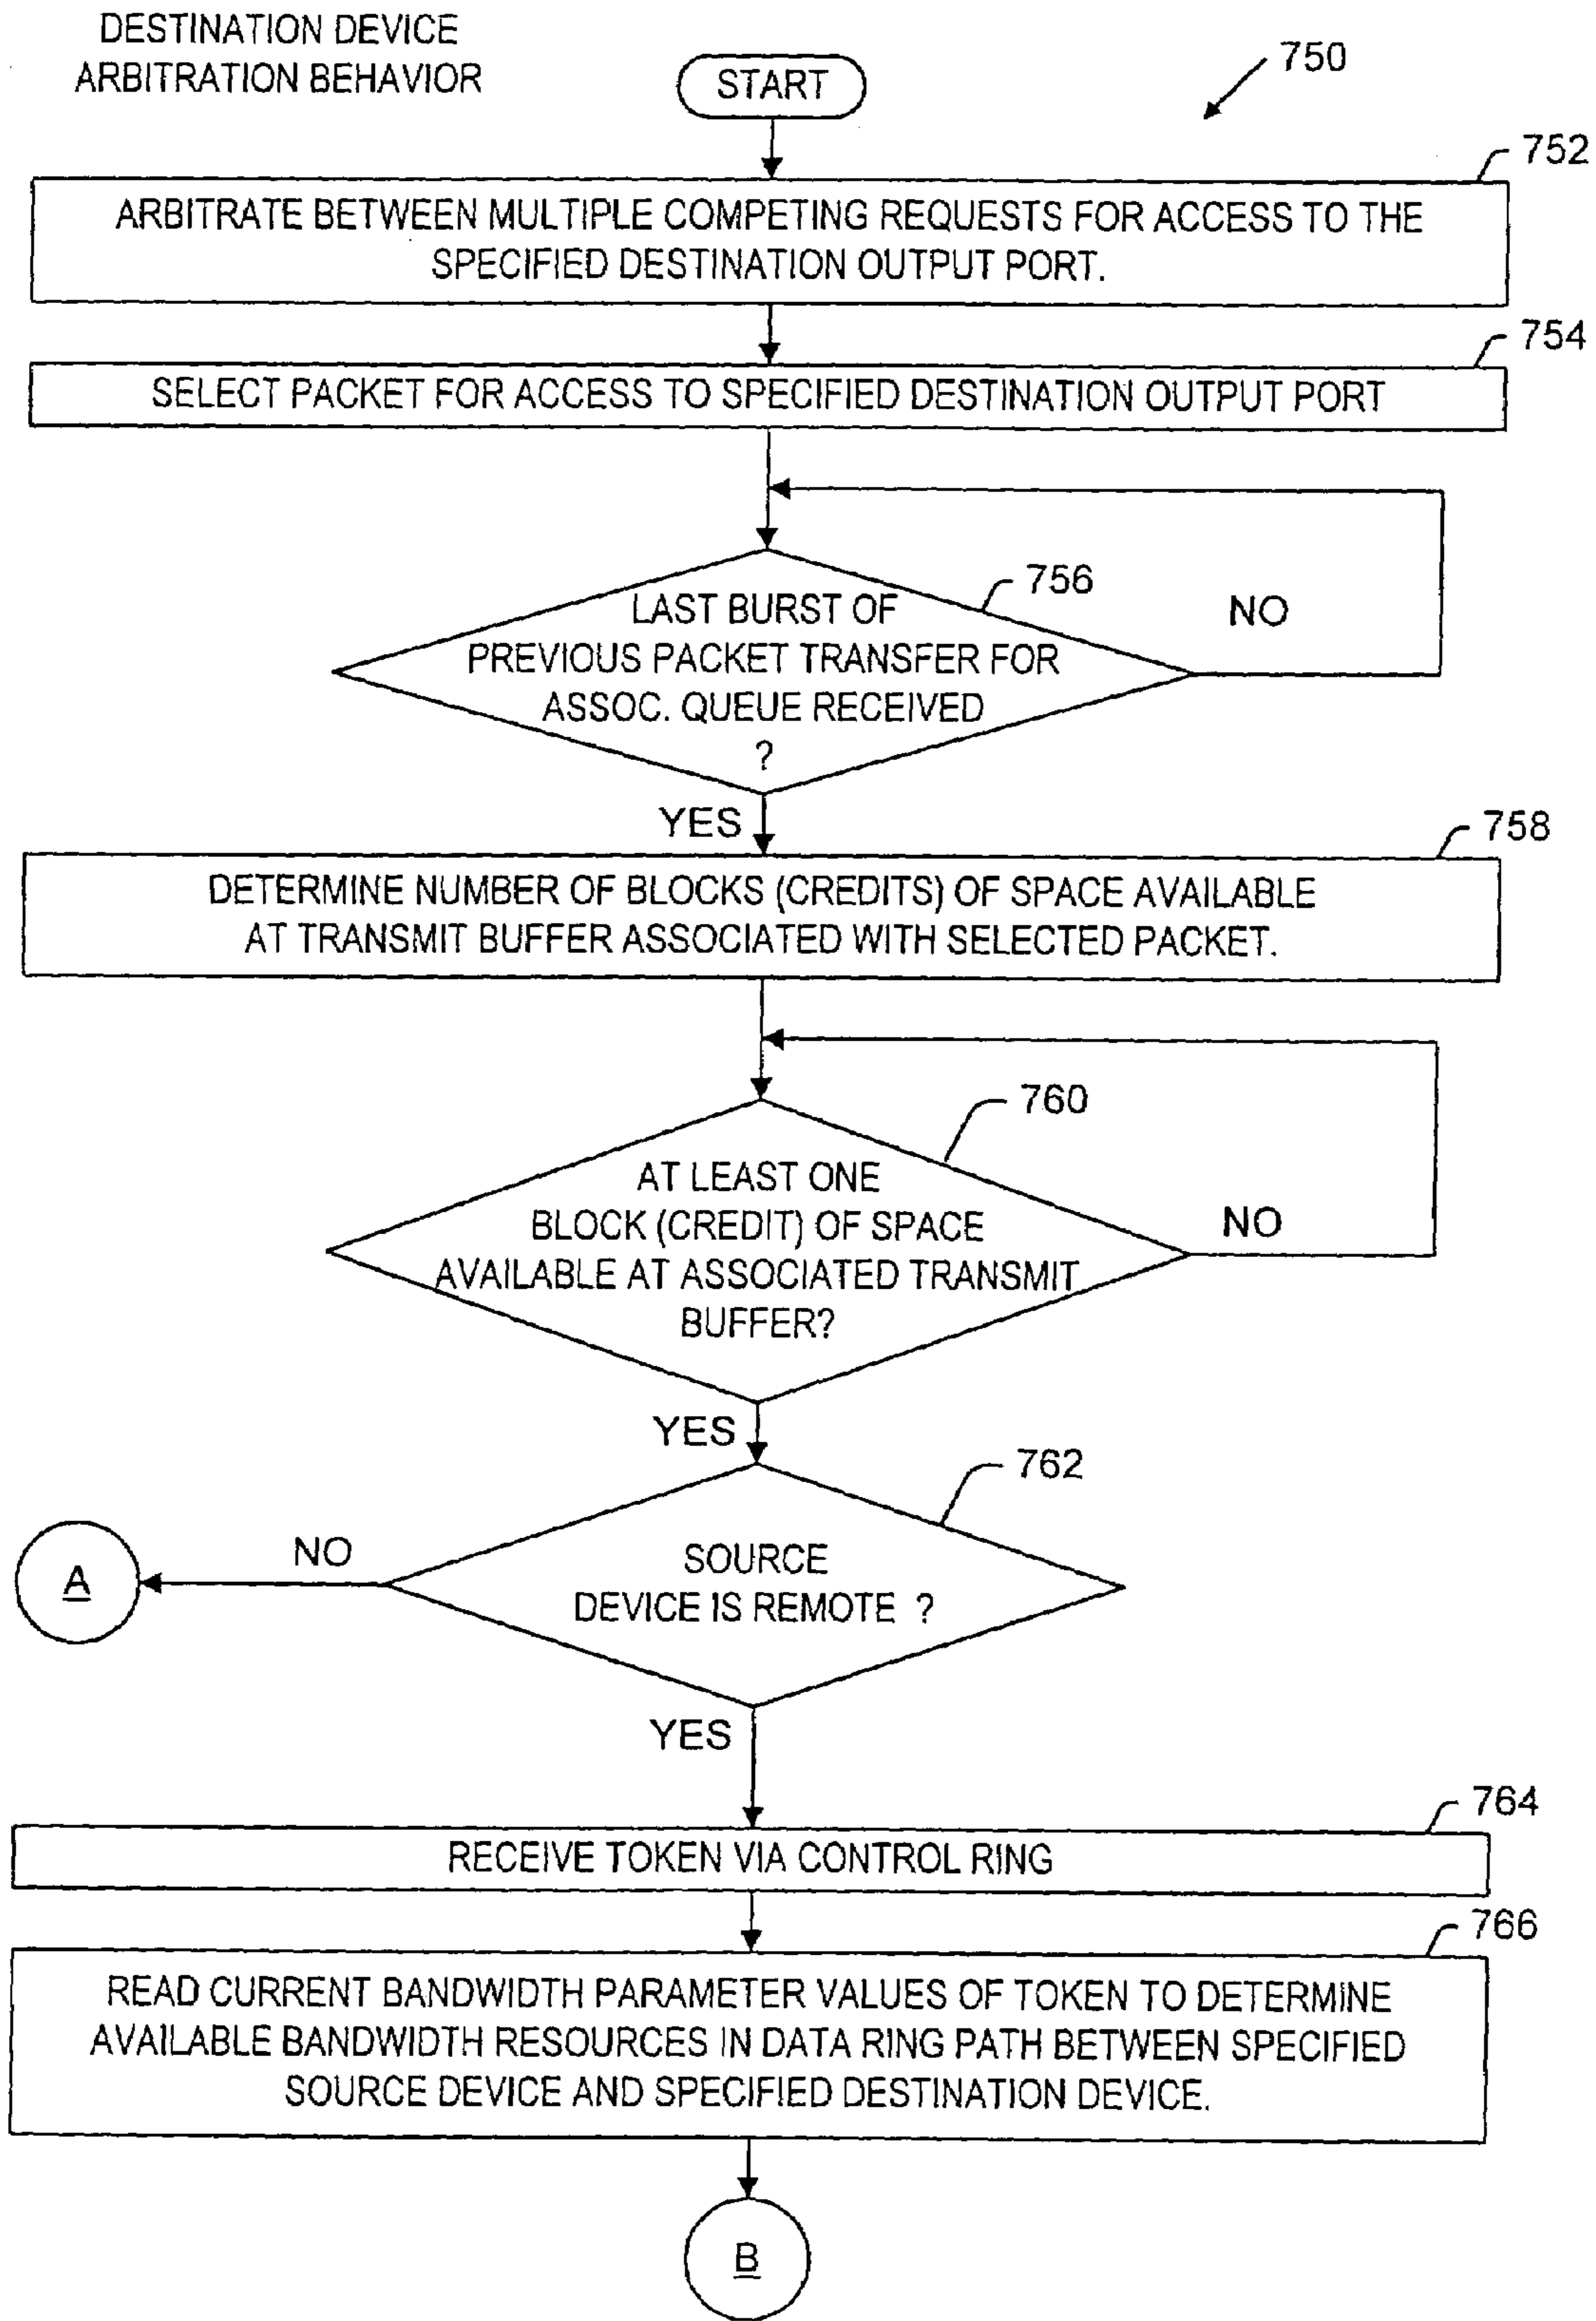 DESTINATION DEVICE
ARBITRATION BEHAVIOR
START
750
752
ARBITRATE BETWEEN MULTIPLE COMPETING REQUESTS FOR ACCESS TO THE
SPECIFIED DESTINATION OUTPUT PORT.
754
SELECT PACKET FOR ACCESS TO SPECIFIED DESTINATION OUTPUT PORT
756
LAST BURST OF
PREVIOUS PACKET TRANSFER FOR
ASSOC. QUEUE RECEIVED
?
NO
YES
758
DETERMINE NUMBER OF BLOCKS (CREDITS) OF SPACE AVAILABLE
AT TRANSMIT BUFFER ASSOCIATED WITH SELECTED PACKET.
760
AT LEAST ONE
BLOCK (CREDIT) OF SPACE
AVAILABLE AT ASSOCIATED TRANSMIT
BUFFER?
NO
YES
762
SOURCE
DEVICE IS REMOTE ?
NO
A
YES
764
RECEIVE TOKEN VIA CONTROL RING
766
READ CURRENT BANDWIDTH PARAMETER VALUES OF TOKEN TO DETERMINE
AVAILABLE BANDWIDTH RESOURCES IN DATA RING PATH BETWEEN SPECIFIED
SOURCE DEVICE AND SPECIFIED DESTINATION DEVICE.
B